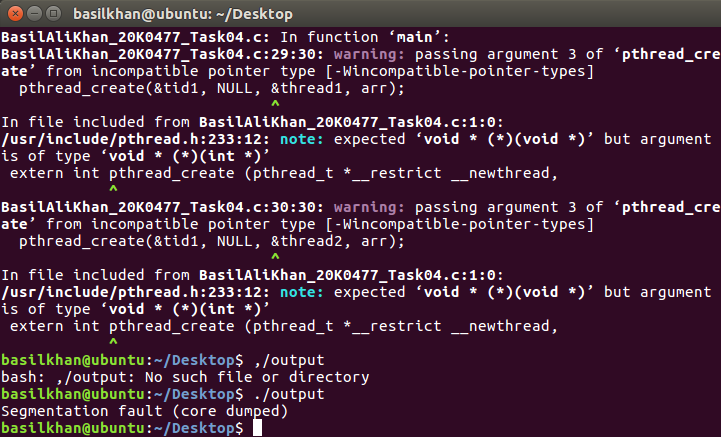 basilkhan@ubuntu: ~/Desktop
BasilAliKhan_20K0477_Task04.c: In function ‘main’:
BasilAliKhan_20K0477_Task04.c:29:30: warning: passing argument 3 of ‘pthread_cre
ate’ from incompatible pointer type [-Wincompatible-pointer-types]
  pthread_create(&tid1, NULL, &thread1, arr);
                              ^
In file included from BasilAliKhan_20K0477_Task04.c:1:0:
/usr/include/pthread.h:233:12: note: expected ‘void * (*)(void *)’ but argument
is of type ‘void * (*)(int *)’
 extern int pthread_create (pthread_t *__restrict __newthread,
            ^
BasilAliKhan_20K0477_Task04.c:30:30: warning: passing argument 3 of ‘pthread_cre
ate’ from incompatible pointer type [-Wincompatible-pointer-types]
  pthread_create(&tid2, NULL, &thread2, arr);
                              ^
In file included from BasilAliKhan_20K0477_Task04.c:1:0:
/usr/include/pthread.h:233:12: note: expected ‘void * (*)(void *)’ but argument
is of type ‘void * (*)(int *)’
 extern int pthread_create (pthread_t *__restrict __newthread,
            ^
basilkhan@ubuntu:~/Desktop$ ,/output
bash: ,/output: No such file or directory
basilkhan@ubuntu:~/Desktop$ ./output
Segmentation fault (core dumped)
basilkhan@ubuntu:~/Desktop$